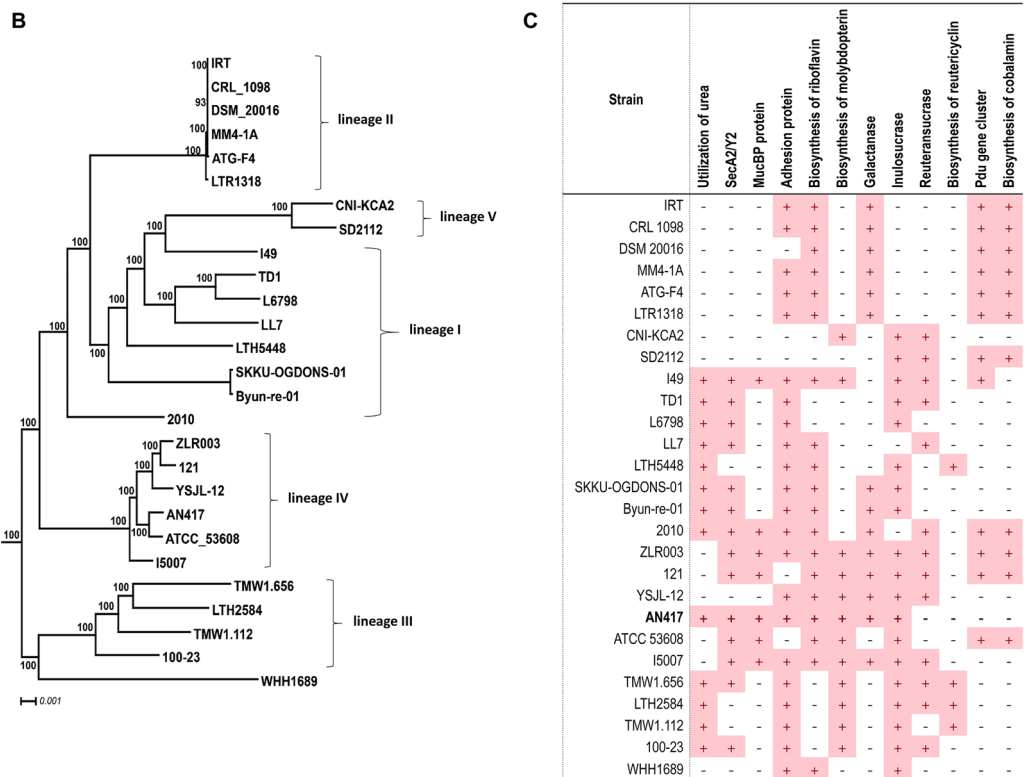 B
IRT
100
CRL_1098
93
DSM_20016
lineage II
100
MM4-1A
100
ATG-F4
LTR1318
100
CNI-KCA2
lineage V
100
SD2112
100
I49
TD1
100
100
L6798
100
LL7
lineage I
100
LTH5448
100
SKKU-OGDONS-01
100
Byun-re-01
100
2010
100
ZLR003
100
121
100
YSJL-12
lineage IV
100
AN417
100
100
ATCC_53608
I5007
TMW1.656
100
LTH2584
100
lineage III
TMW1.112
100
100-23
100
WHH1689
0.001
C
Strain
Utilization of urea
SecA2/Y2
MucBP protein
Adhesion protein
Biosynthesis of riboflavin
Biosynthesis of molybdopterin
Galactanase
Inulosucrase
Reuteransucrase
Biosynthesis of reutericyclin
Pdu gene cluster
Biosynthesis of cobalamin
IRT - - - + + - + - - - + +
CRL 1098 - - - + + - + - - - + +
DSM 20016 - - - - + - + - - - + +
MM4-1A - - - + + - + - - - + +
ATG-F4 - - - + + - + - - - + +
LTR1318 - - - + + - + - - - + +
CNI-KCA2 - - - - - + - + + - - -
SD2112 - - - - - - - + + - + +
I49 + + + + + + - + + - + -
TD1 + + - + - - - + + - - -
L6798 + + - + - - - + - - - -
LL7 + + - + + - - - + - - -
LTH5448 + - - + + - - + - + - -
SKKU-OGDONS-01 + + - + + - + + - - - -
Byun-re-01 + + - + + - + + - - - -
2010 + + + + + - + - + - + +
ZLR003 - + + + + + + + + - + +
121 - + + - + + + + + - + +
YSJL-12 - - - + + + + + + - - -
AN417 + + + + + + + + - - - -
ATCC 53608 - + + - + + - + - - + +
I5007 - + + + + + + + + - - -
TMW1.656 + + - + - + - + + + - -
LTH2584 + - - + - + - + + + - -
TMW1.112 + - - + - + - + - + - -
100-23 + + - + - + - + + - - -
WHH1689 - - - + + - - + - - - -